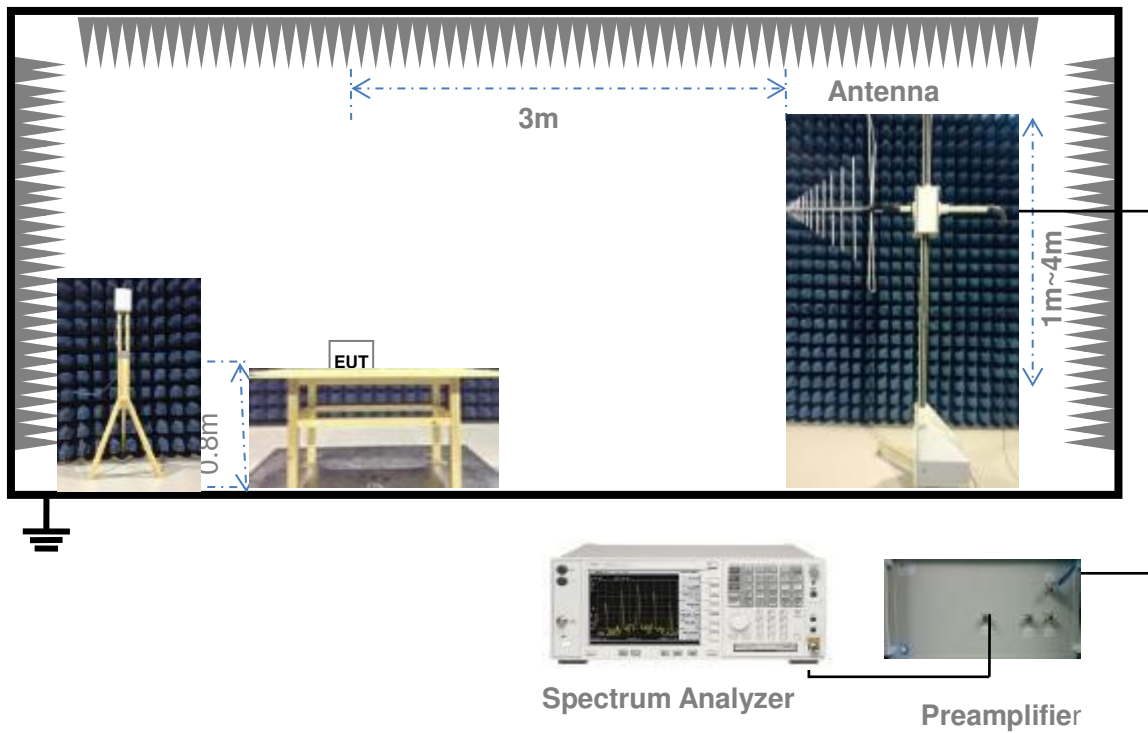 Antenna
3m
1m~4m
EUT
0.8m
Spectrum Analyzer
Preamplifier